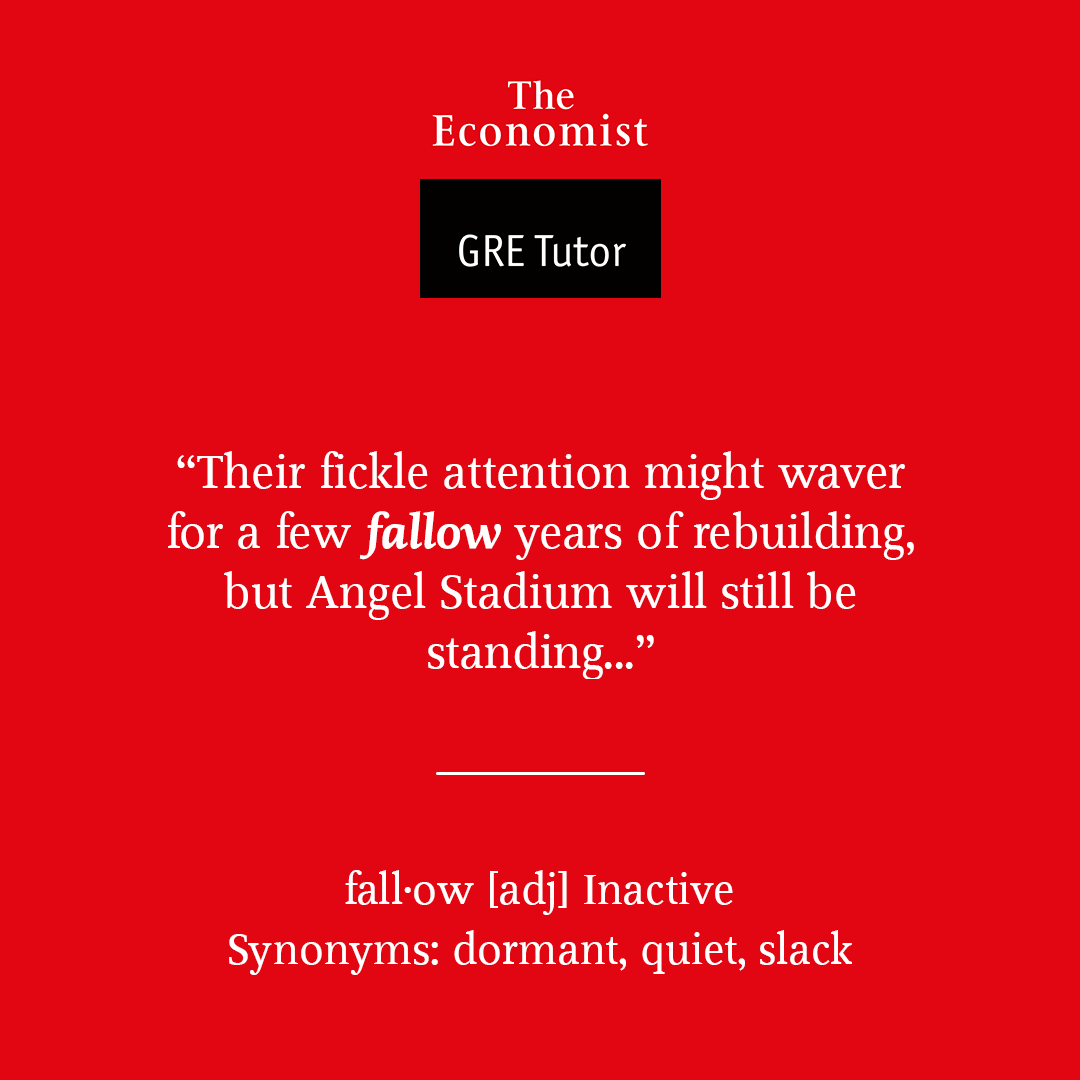 The
Economist
GRE Tutor
“Their fickle attention might waver
for a few fallow years of rebuilding,
but Angel Stadium will still be
standing...”
fall·ow [adj] Inactive
Synonyms: dormant, quiet, slack